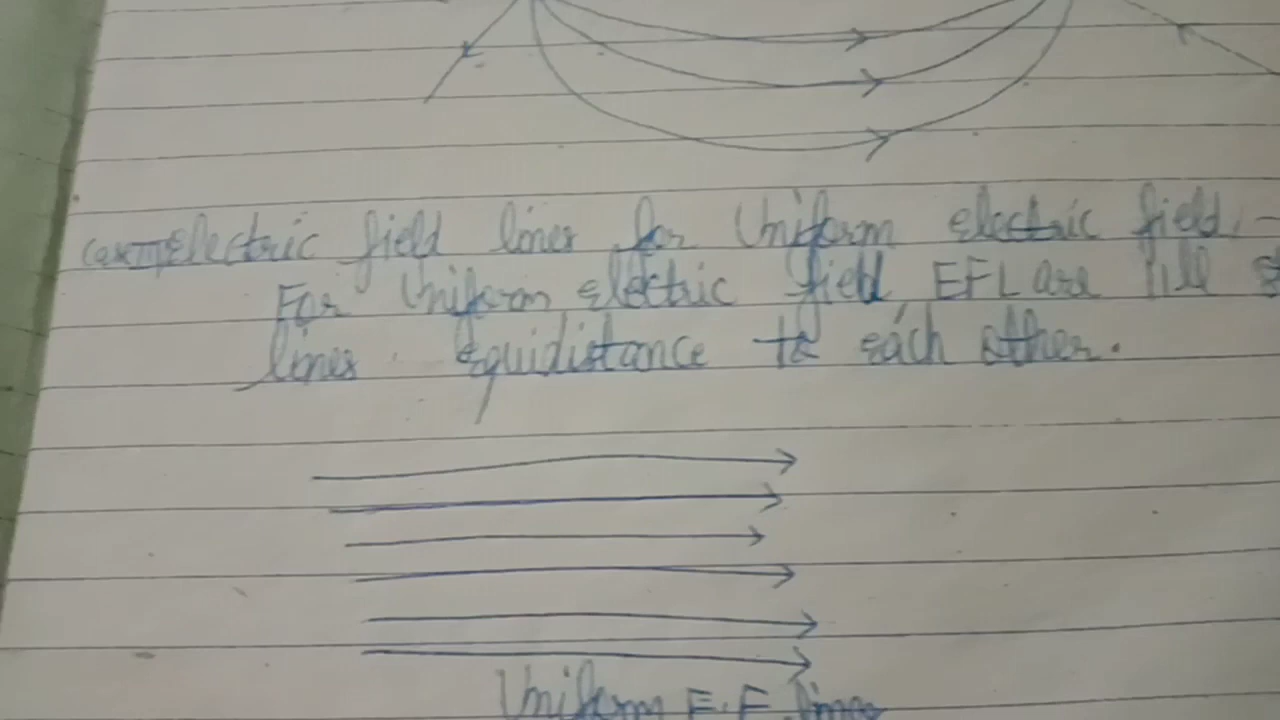 Electric field lines for Uniform electric field -
For Uniform electric field, EFL are
lines equidistance to each other.
Uniform E.F. lines